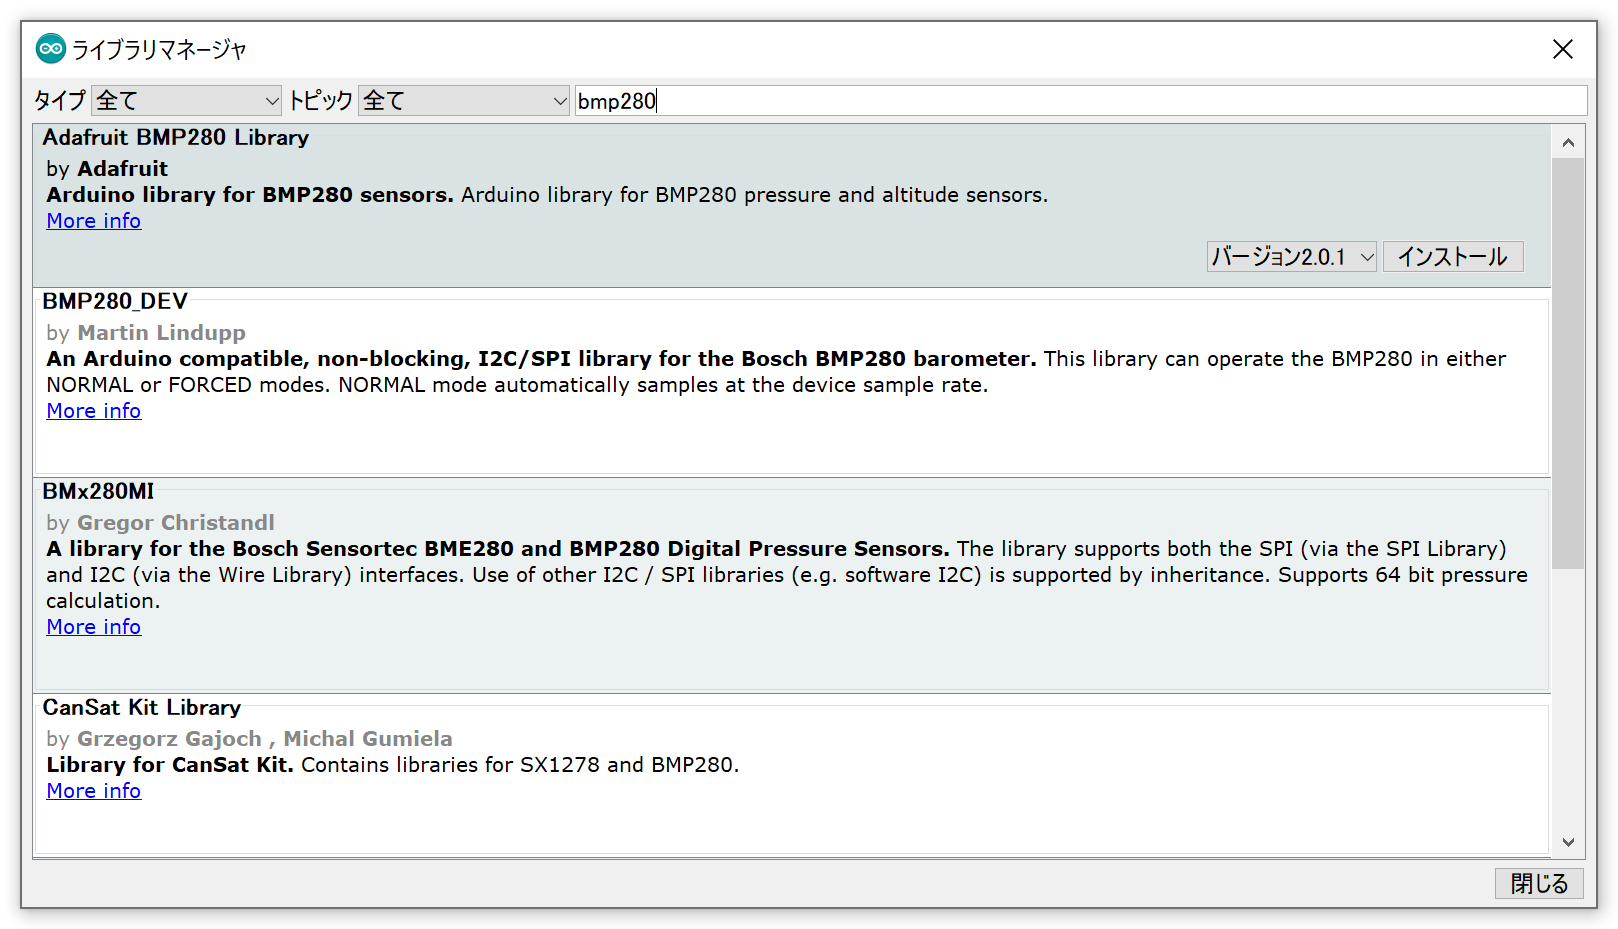 ライブラリマネージャ
タイプ 全て トピック 全て bmp280
Adafruit BMP280 Library
by Adafruit
Arduino library for BMP280 sensors. Arduino library for BMP280 pressure and altitude sensors.
More info
バージョン2.0.1 インストール
BMP280_DEV
by Martin Lindupp
An Arduino compatible, non-blocking, I2C/SPI library for the Bosch BMP280 barometer. This library can operate the BMP280 in either
NORMAL or FORCED modes. NORMAL mode automatically samples at the device sample rate.
More info
BMx280MI
by Gregor Christandl
A library for the Bosch Sensortec BME280 and BMP280 Digital Pressure Sensors. The library supports both the SPI (via the SPI Library)
and I2C (via the Wire Library) interfaces. Use of other I2C / SPI libraries (e.g. software I2C) is supported by inheritance. Supports 64 bit pressure
calculation.
More info
CanSat Kit Library
by Grzegorz Gajoch , Michal Gumiela
Library for CanSat Kit. Contains libraries for SX1278 and BMP280.
More info
閉じる